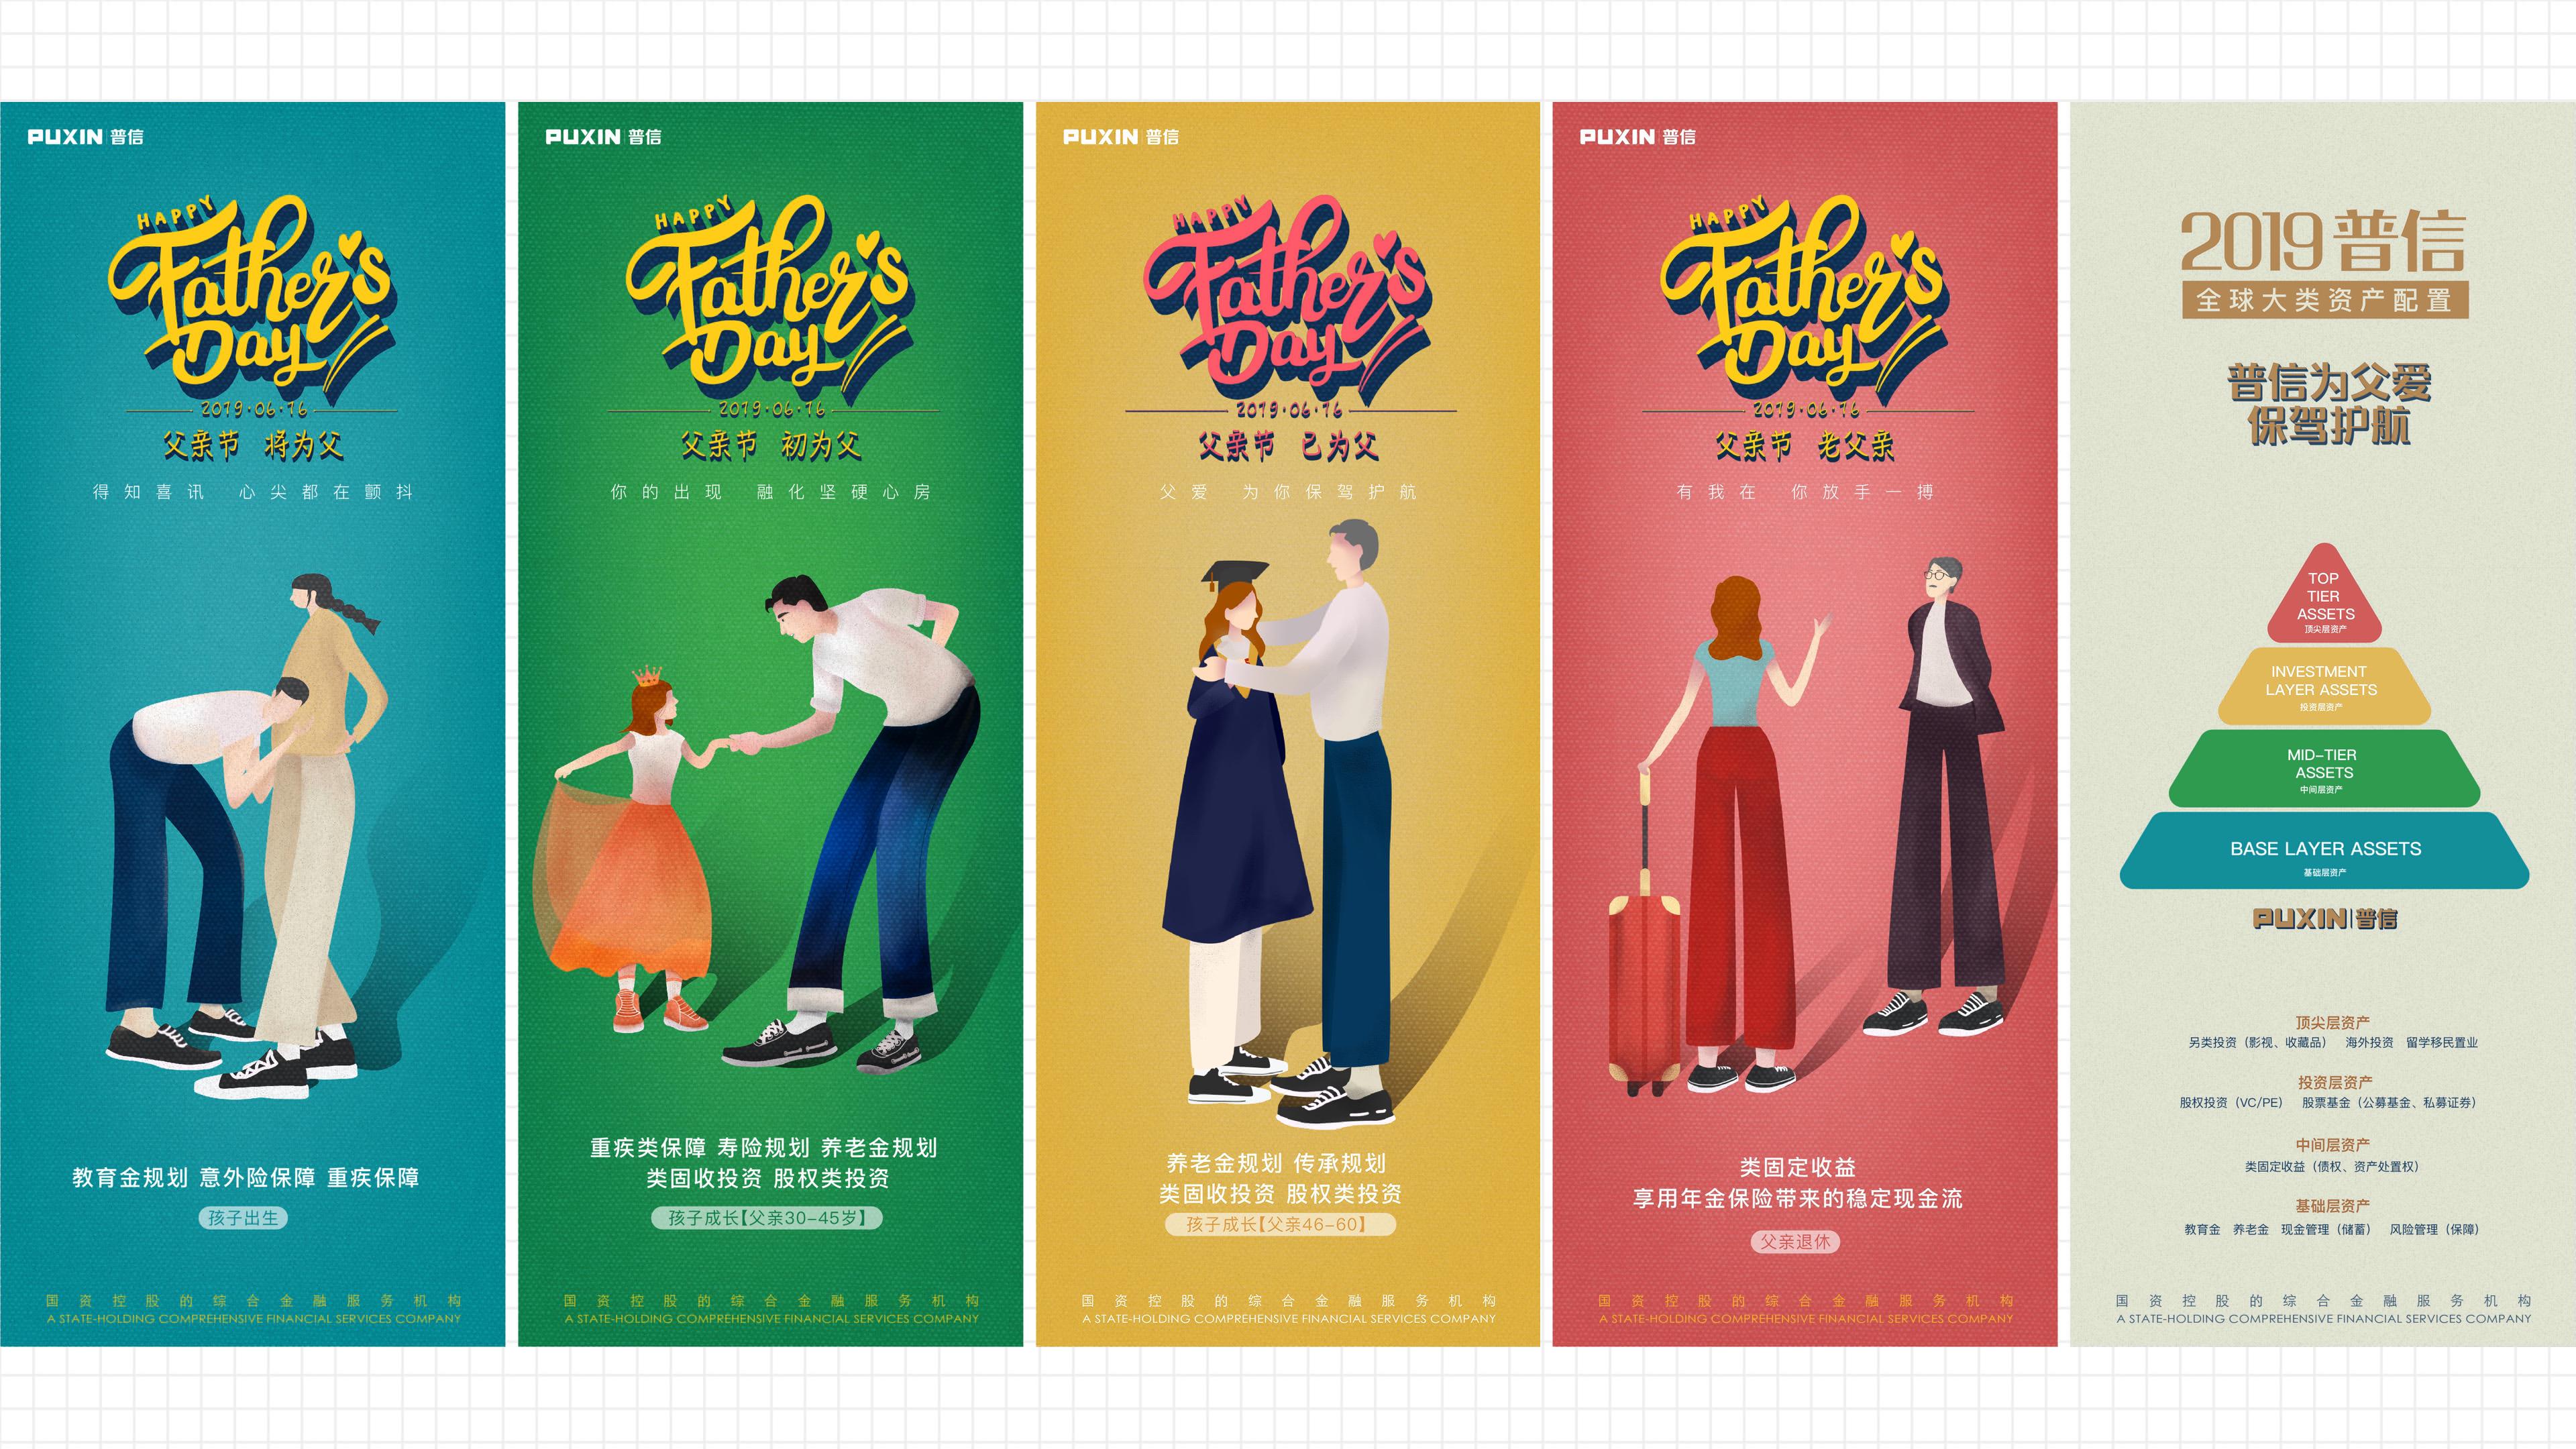 PUXIN 普信
HAPPY
Father's
Day
2019·06·16
父亲节 将为父
得知喜讯 心尖都在颤抖
教育金规划 意外险保障 重疾保障
孩子出生
国资控股的综合金融服务机构
A STATE-HOLDING COMPREHENSIVE FINANCIAL SERVICES COMPANY
PUXIN 普信
HAPPY
Father's
Day
2019·06·16
父亲节 初为父
你的出现 融化坚硬心房
重疾类保障 寿险规划 养老金规划
类固收投资 股权类投资
孩子成长【父亲30-45岁】
国资控股的综合金融服务机构
A STATE-HOLDING COMPREHENSIVE FINANCIAL SERVICES COMPANY
PUXIN 普信
HAPPY
Father's
Day
2019·06·16
父亲节 已为父
父爱 为你保驾护航
养老金规划 传承规划
类固收投资 股权类投资
孩子成长【父亲46-60】
国资控股的综合金融服务机构
A STATE-HOLDING COMPREHENSIVE FINANCIAL SERVICES COMPANY
PUXIN 普信
HAPPY
Father's
Day
2019·06·16
父亲节 老父亲
有我在 你放手一搏
类固定收益
享用年金保险带来的稳定现金流
父亲退休
国资控股的综合金融服务机构
A STATE-HOLDING COMPREHENSIVE FINANCIAL SERVICES COMPANY
2019普信
全球大类资产配置
普信为父爱
保驾护航
TOP
TIER
ASSETS
顶尖层资产
INVESTMENT
LAYER ASSETS
投资层资产
MID-TIER
ASSETS
中间层资产
BASE LAYER ASSETS
基础层资产
PUXIN 普信
顶尖层资产
另类投资（影视、收藏品） 海外投资 留学移民置业
投资层资产
股权投资（VC/PE） 股票基金（公募基金、私募证券）
中间层资产
类固定收益（债权、资产处置权）
基础层资产
教育金 养老金 现金管理（储蓄） 风险管理（保障）
国资控股的综合金融服务机构
A STATE-HOLDING COMPREHENSIVE FINANCIAL SERVICES COMPANY